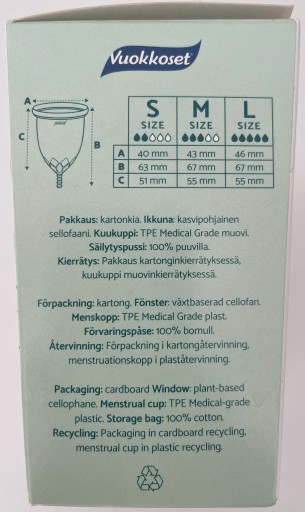 Vuokkoset
S M L
SIZE SIZE SIZE
A
C
B
A 40 mm 43 mm 46 mm
B 63 mm 67 mm 67 mm
C 51 mm 55 mm 55 mm
Pakkaus: kartonkia. Ikkuna: kasvipohjainen
sellofaani. Kuukuppi: TPE Medical Grade muovi.
Säilytyspussi: 100% puuvilla.
Kierrätys: Pakkaus kartonginkierrätyksessä,
kuukuppi muovinkierrätyksessä.
Förpackning: kartong. Fönster: växtbaserad cellofan.
Menskopp: TPE Medical Grade plast.
Förvaringspåse: 100% bomull.
Återvinning: Förpackning i kartongåtervinning,
menstruationskopp i plaståtervinning.
Packaging: cardboard Window: plant-based
cellophane. Menstrual cup: TPE Medical-grade
plastic. Storage bag: 100% cotton.
Recycling: Packaging in cardboard recycling,
menstrual cup in plastic recycling.